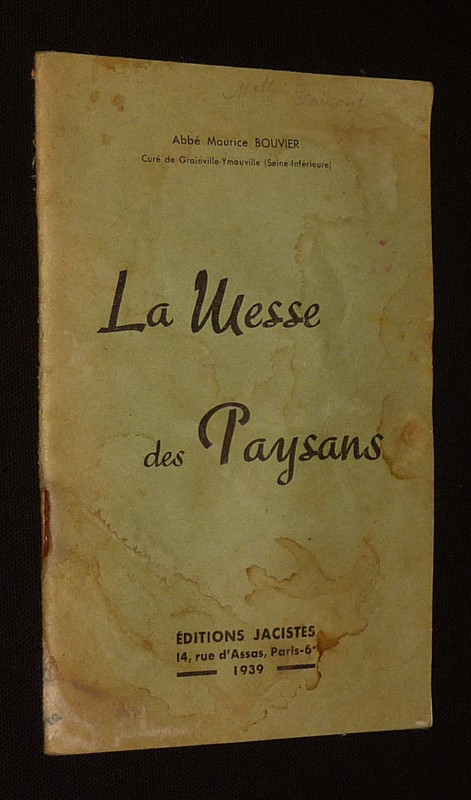 Abbé Maurice BOUVIER
Curé de Grainville-Ymauville (Seine-Inférieure)
La Messe
des Paysans
ÉDITIONS JACISTES
14, rue d'Assas, Paris-6e
1939